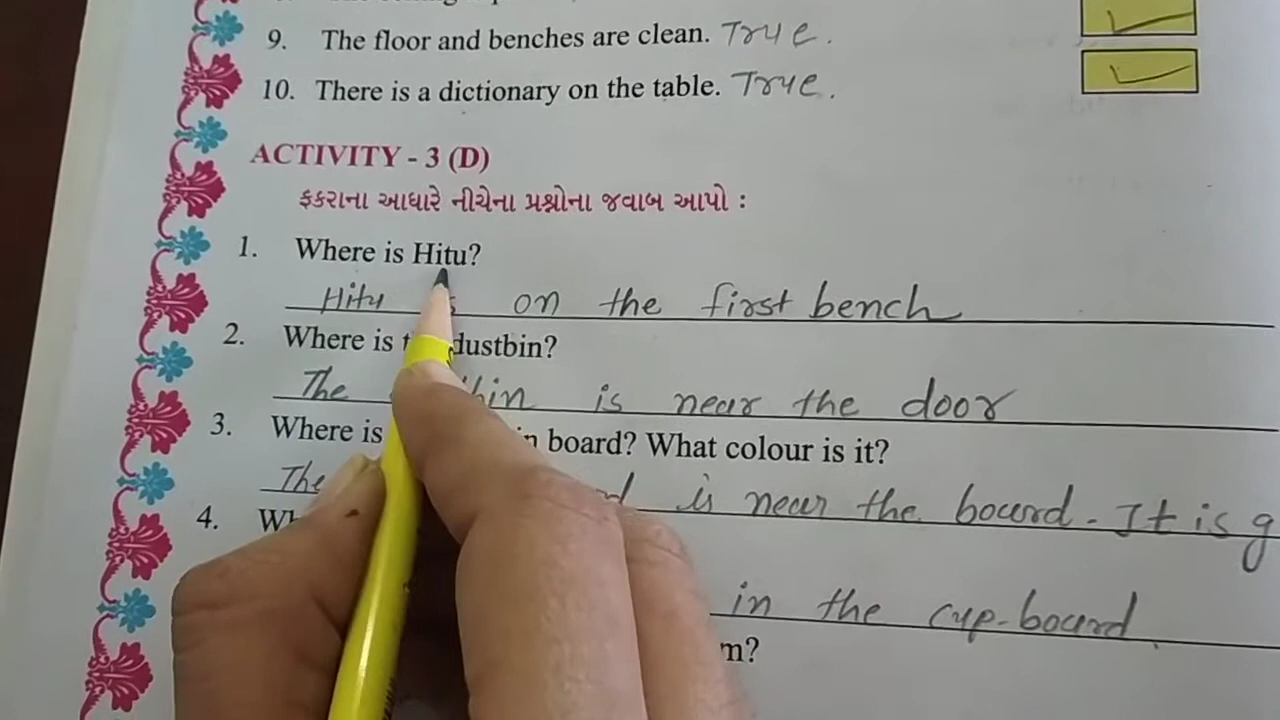 9. The floor and benches are clean. True.
10. There is a dictionary on the table. True.
ACTIVITY - 3 (D)
ફકરાના આધારે નીચેના પ્રશ્નોના જવાબ આપો :
1. Where is Hitu?
Hitu on the first bench
2. Where is dustbin?
The is near the door
3. Where is board? What colour is it?
The is near the board. It is
4.
in the cup-board